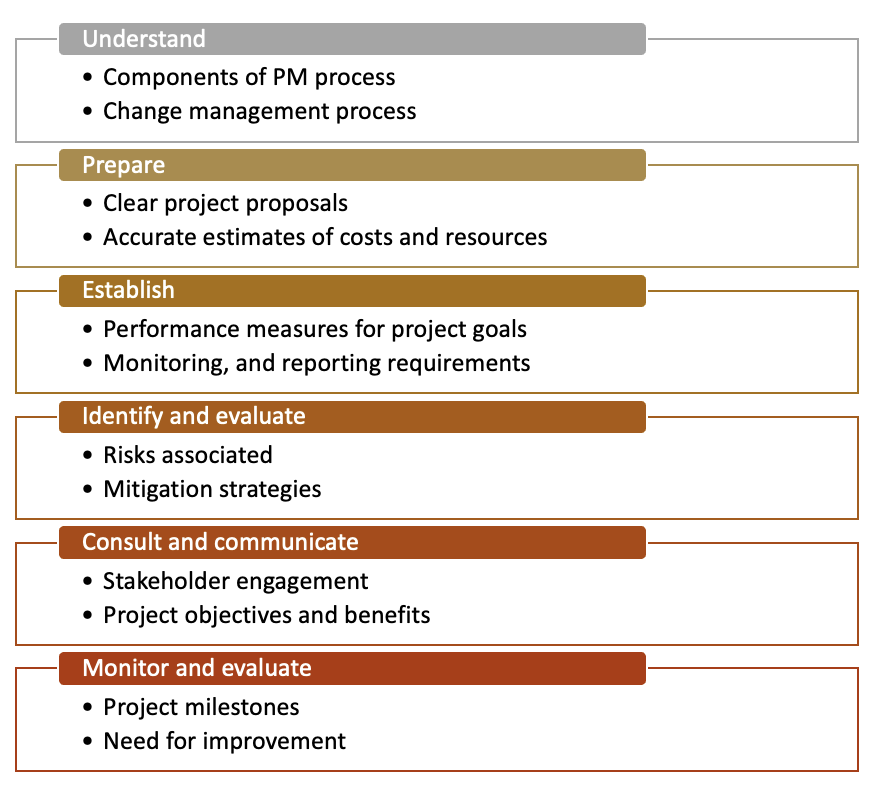 Understand
• Components of PM process
• Change management process
Prepare
• Clear project proposals
• Accurate estimates of costs and resources
Establish
• Performance measures for project goals
• Monitoring, and reporting requirements
Identify and evaluate
• Risks associated
• Mitigation strategies
Consult and communicate
• Stakeholder engagement
• Project objectives and benefits
Monitor and evaluate
• Project milestones
• Need for improvement